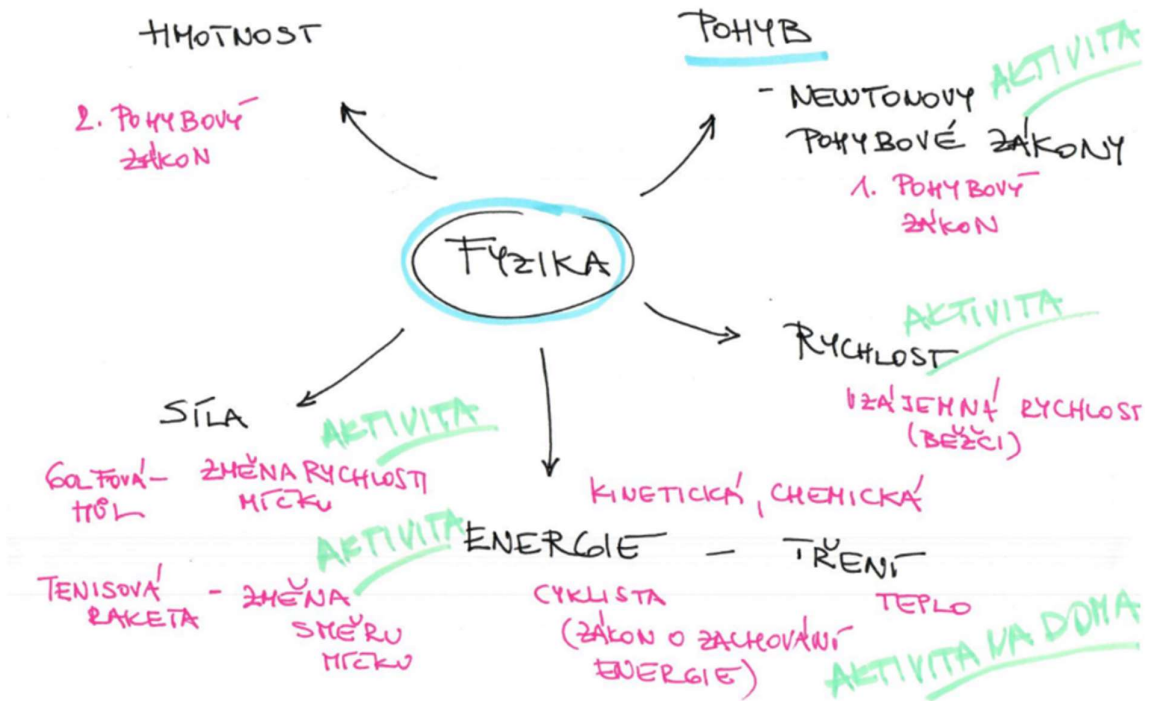 HMOTNOST
2. POHYBOVÝ
ZÁKON
POHYB
AKTIVITA
- NEWTONOVY
POHYBOVÉ ZÁKONY
1. POHYBOVÝ
ZÁKON
FYZIKA
AKTIVITA
RYCHLOST
VZÁJEMNÁ RYCHLOST
(BĚŽCI)
SÍLA
AKTIVITA
GOLFOVÁ - ZMĚNA RYCHLOSTI
HŮL MÍČKU
AKTIVITA
TENISOVÁ - ZMĚNA
RAKETA SMĚRU
MÍČKU
KINETICKÁ, CHEMICKÁ
ENERGIE - TŘENÍ
CYKLISTA
(ZÁKON O ZACHOVÁNÍ
ENERGIE)
TEPLO
AKTIVITA NA DOMA